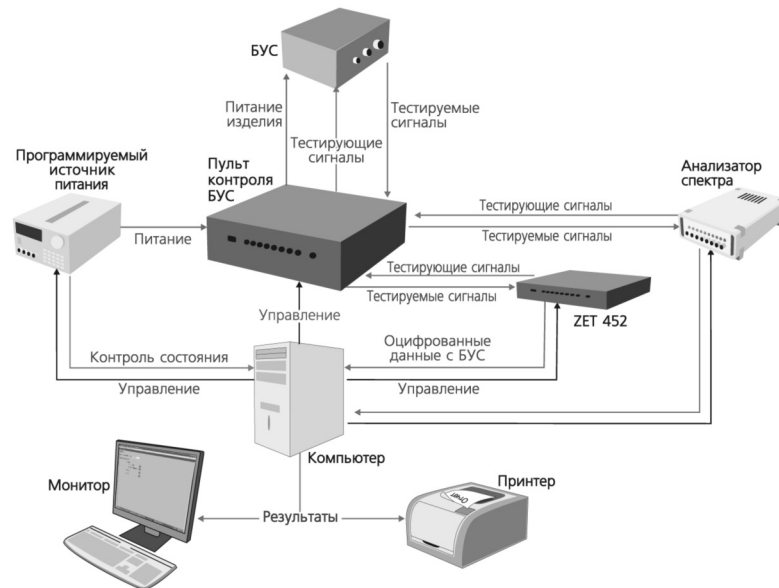 БУС
Питание
изделия
Тестируемые
сигналы
Тестирующие
сигналы
Программируемый
источник
питания
Пульт
контроля
БУС
Анализатор
спектра
Питание
Тестирующие сигналы
Тестируемые сигналы
Тестирующие сигналы
Тестируемые сигналы
ZET 452
Управление
Оцифрованные
данные с БУС
Контроль состояния
Управление
Управление
Компьютер
Монитор
Принтер
Отчет
Результаты